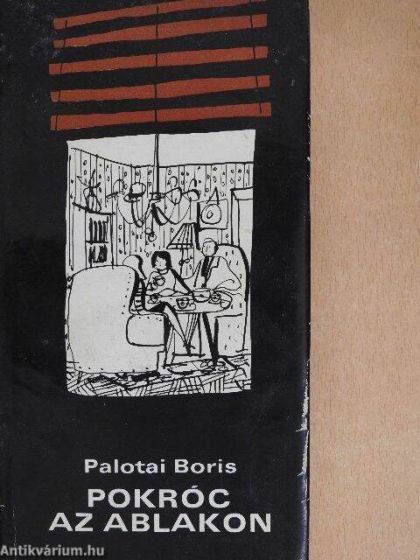 Palotai Boris
POKRÓC
AZ ABLAKON
Antikvárium.hu